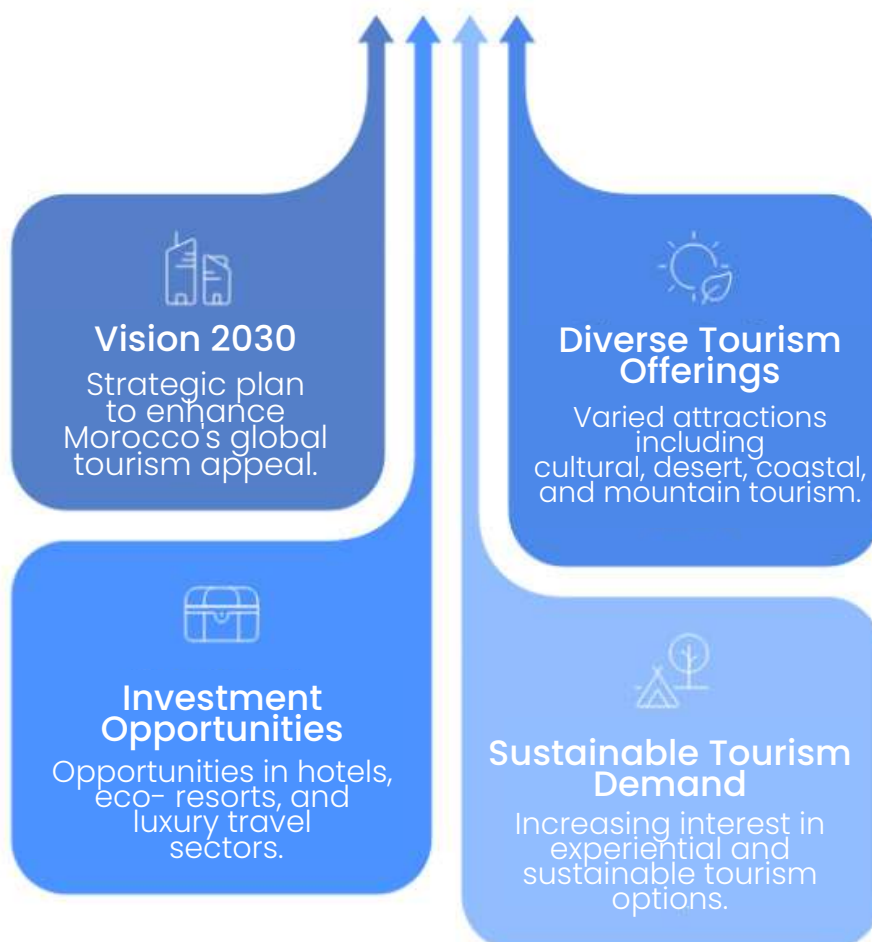 Vision 2030
Strategic plan
to enhance
Morocco's global
tourism appeal.
Diverse Tourism
Offerings
Varied attractions
including
cultural, desert, coastal,
and mountain tourism.
Investment
Opportunities
Opportunities in hotels,
eco- resorts, and
luxury travel
sectors.
Sustainable Tourism
Demand
Increasing interest in
experiential and
sustainable tourism
options.